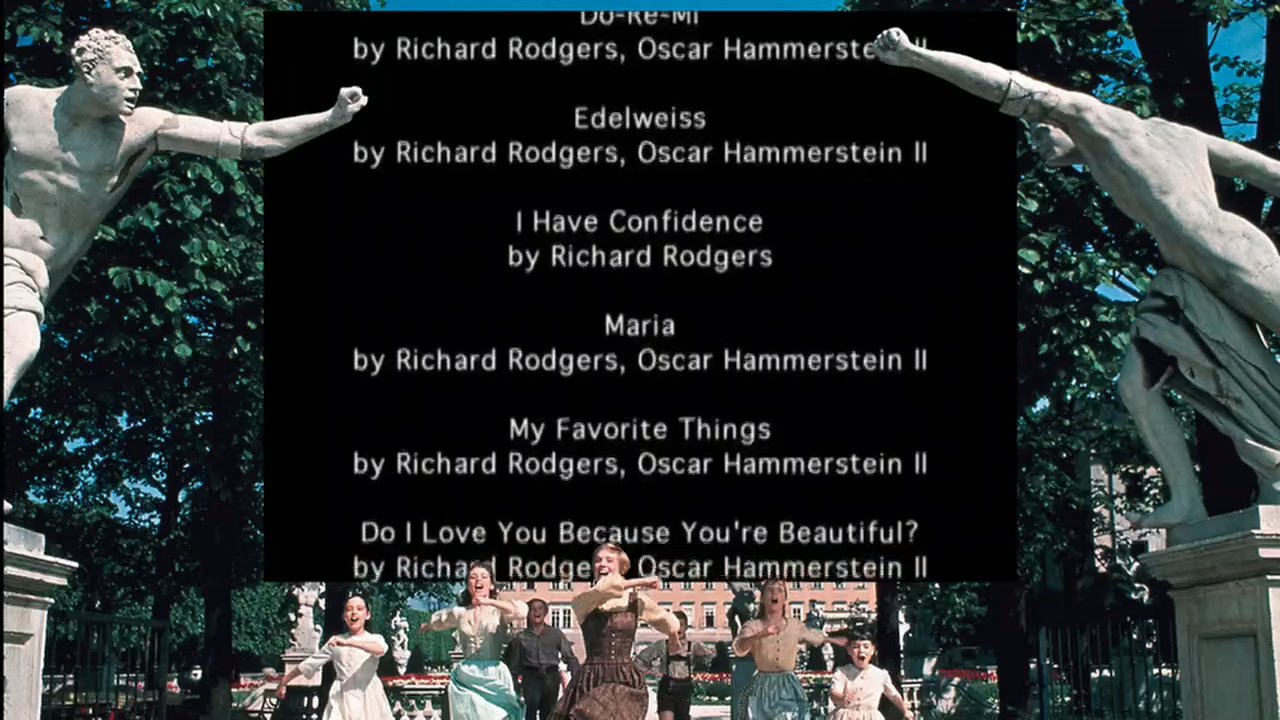 Do-Re-Mi
by Richard Rodgers, Oscar Hammerstein II
Edelweiss
by Richard Rodgers, Oscar Hammerstein II
I Have Confidence
by Richard Rodgers
Maria
by Richard Rodgers, Oscar Hammerstein II
My Favorite Things
by Richard Rodgers, Oscar Hammerstein II
Do I Love You Because You're Beautiful?
by Richard Rodgers, Oscar Hammerstein II